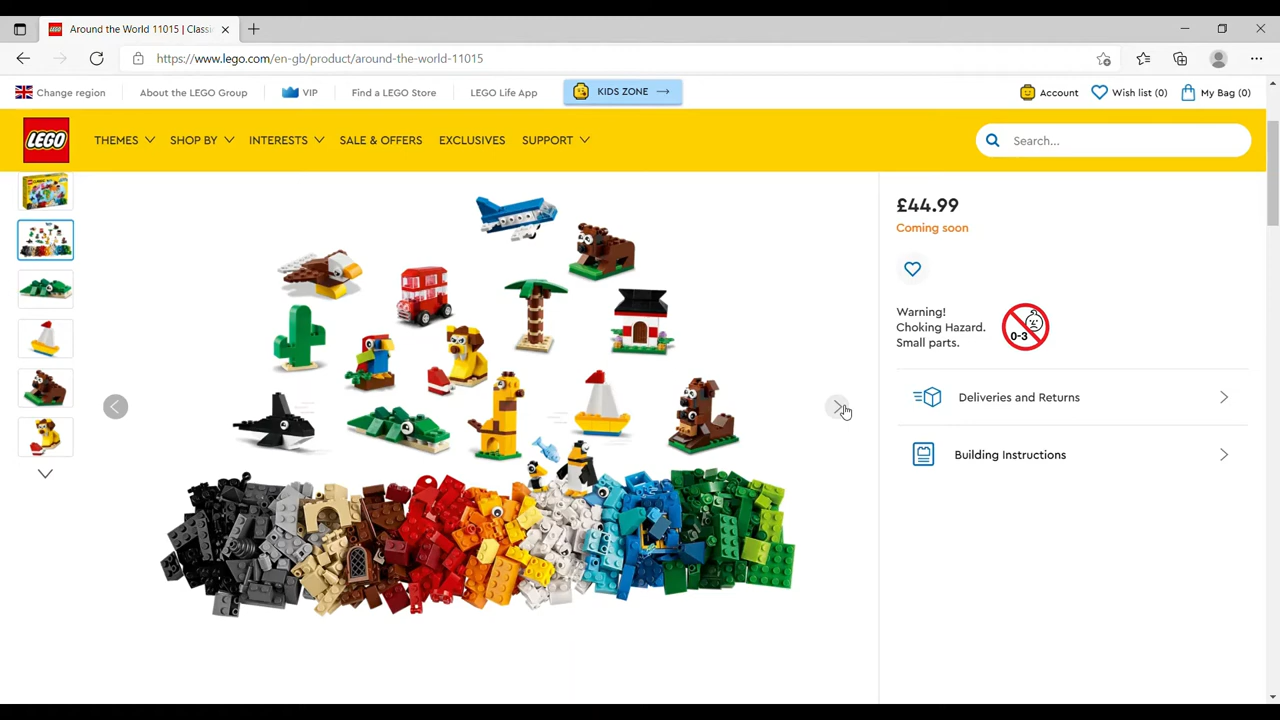 Around the World 11015 | Classi
https://www.lego.com/en-gb/product/around-the-world-11015
Change region
About the LEGO Group
VIP
Find a LEGO Store
LEGO Life App
KIDS ZONE
Account
Wish list (0)
My Bag (0)
LEGO
THEMES
SHOP BY
INTERESTS
SALE & OFFERS
EXCLUSIVES
SUPPORT
Search...
£44.99
Coming soon
Warning!
Choking Hazard.
Small parts.
0-3
Deliveries and Returns
Building Instructions